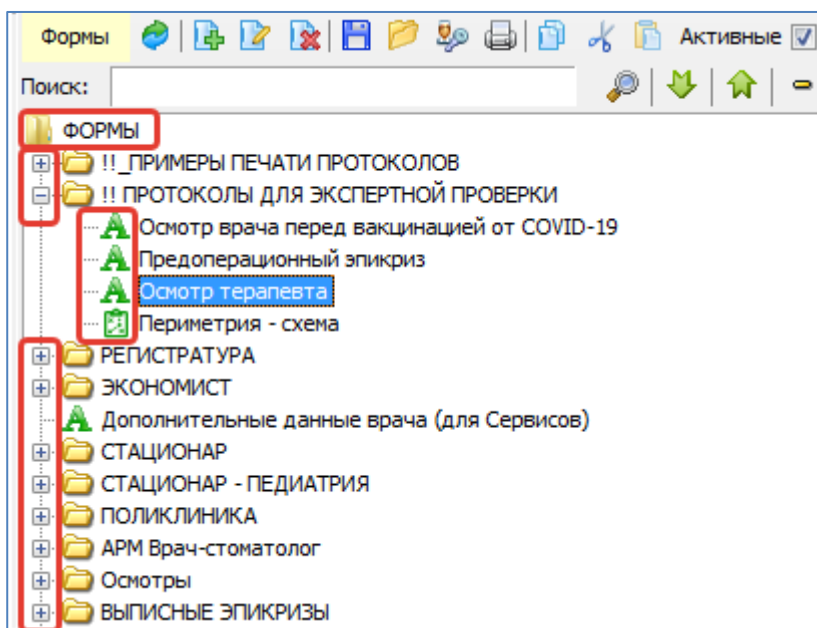 Формы Активные
Поиск:
ФОРМЫ
!!_ПРИМЕРЫ ПЕЧАТИ ПРОТОКОЛОВ
!! ПРОТОКОЛЫ ДЛЯ ЭКСПЕРТНОЙ ПРОВЕРКИ
Осмотр врача перед вакцинацией от COVID-19
Предоперационный эпикриз
Осмотр терапевта
Периметрия - схема
РЕГИСТРАТУРА
ЭКОНОМИСТ
Дополнительные данные врача (для Сервисов)
СТАЦИОНАР
СТАЦИОНАР - ПЕДИАТРИЯ
ПОЛИКЛИНИКА
АРМ Врач-стоматолог
Осмотры
ВЫПИСНЫЕ ЭПИКРИЗЫ